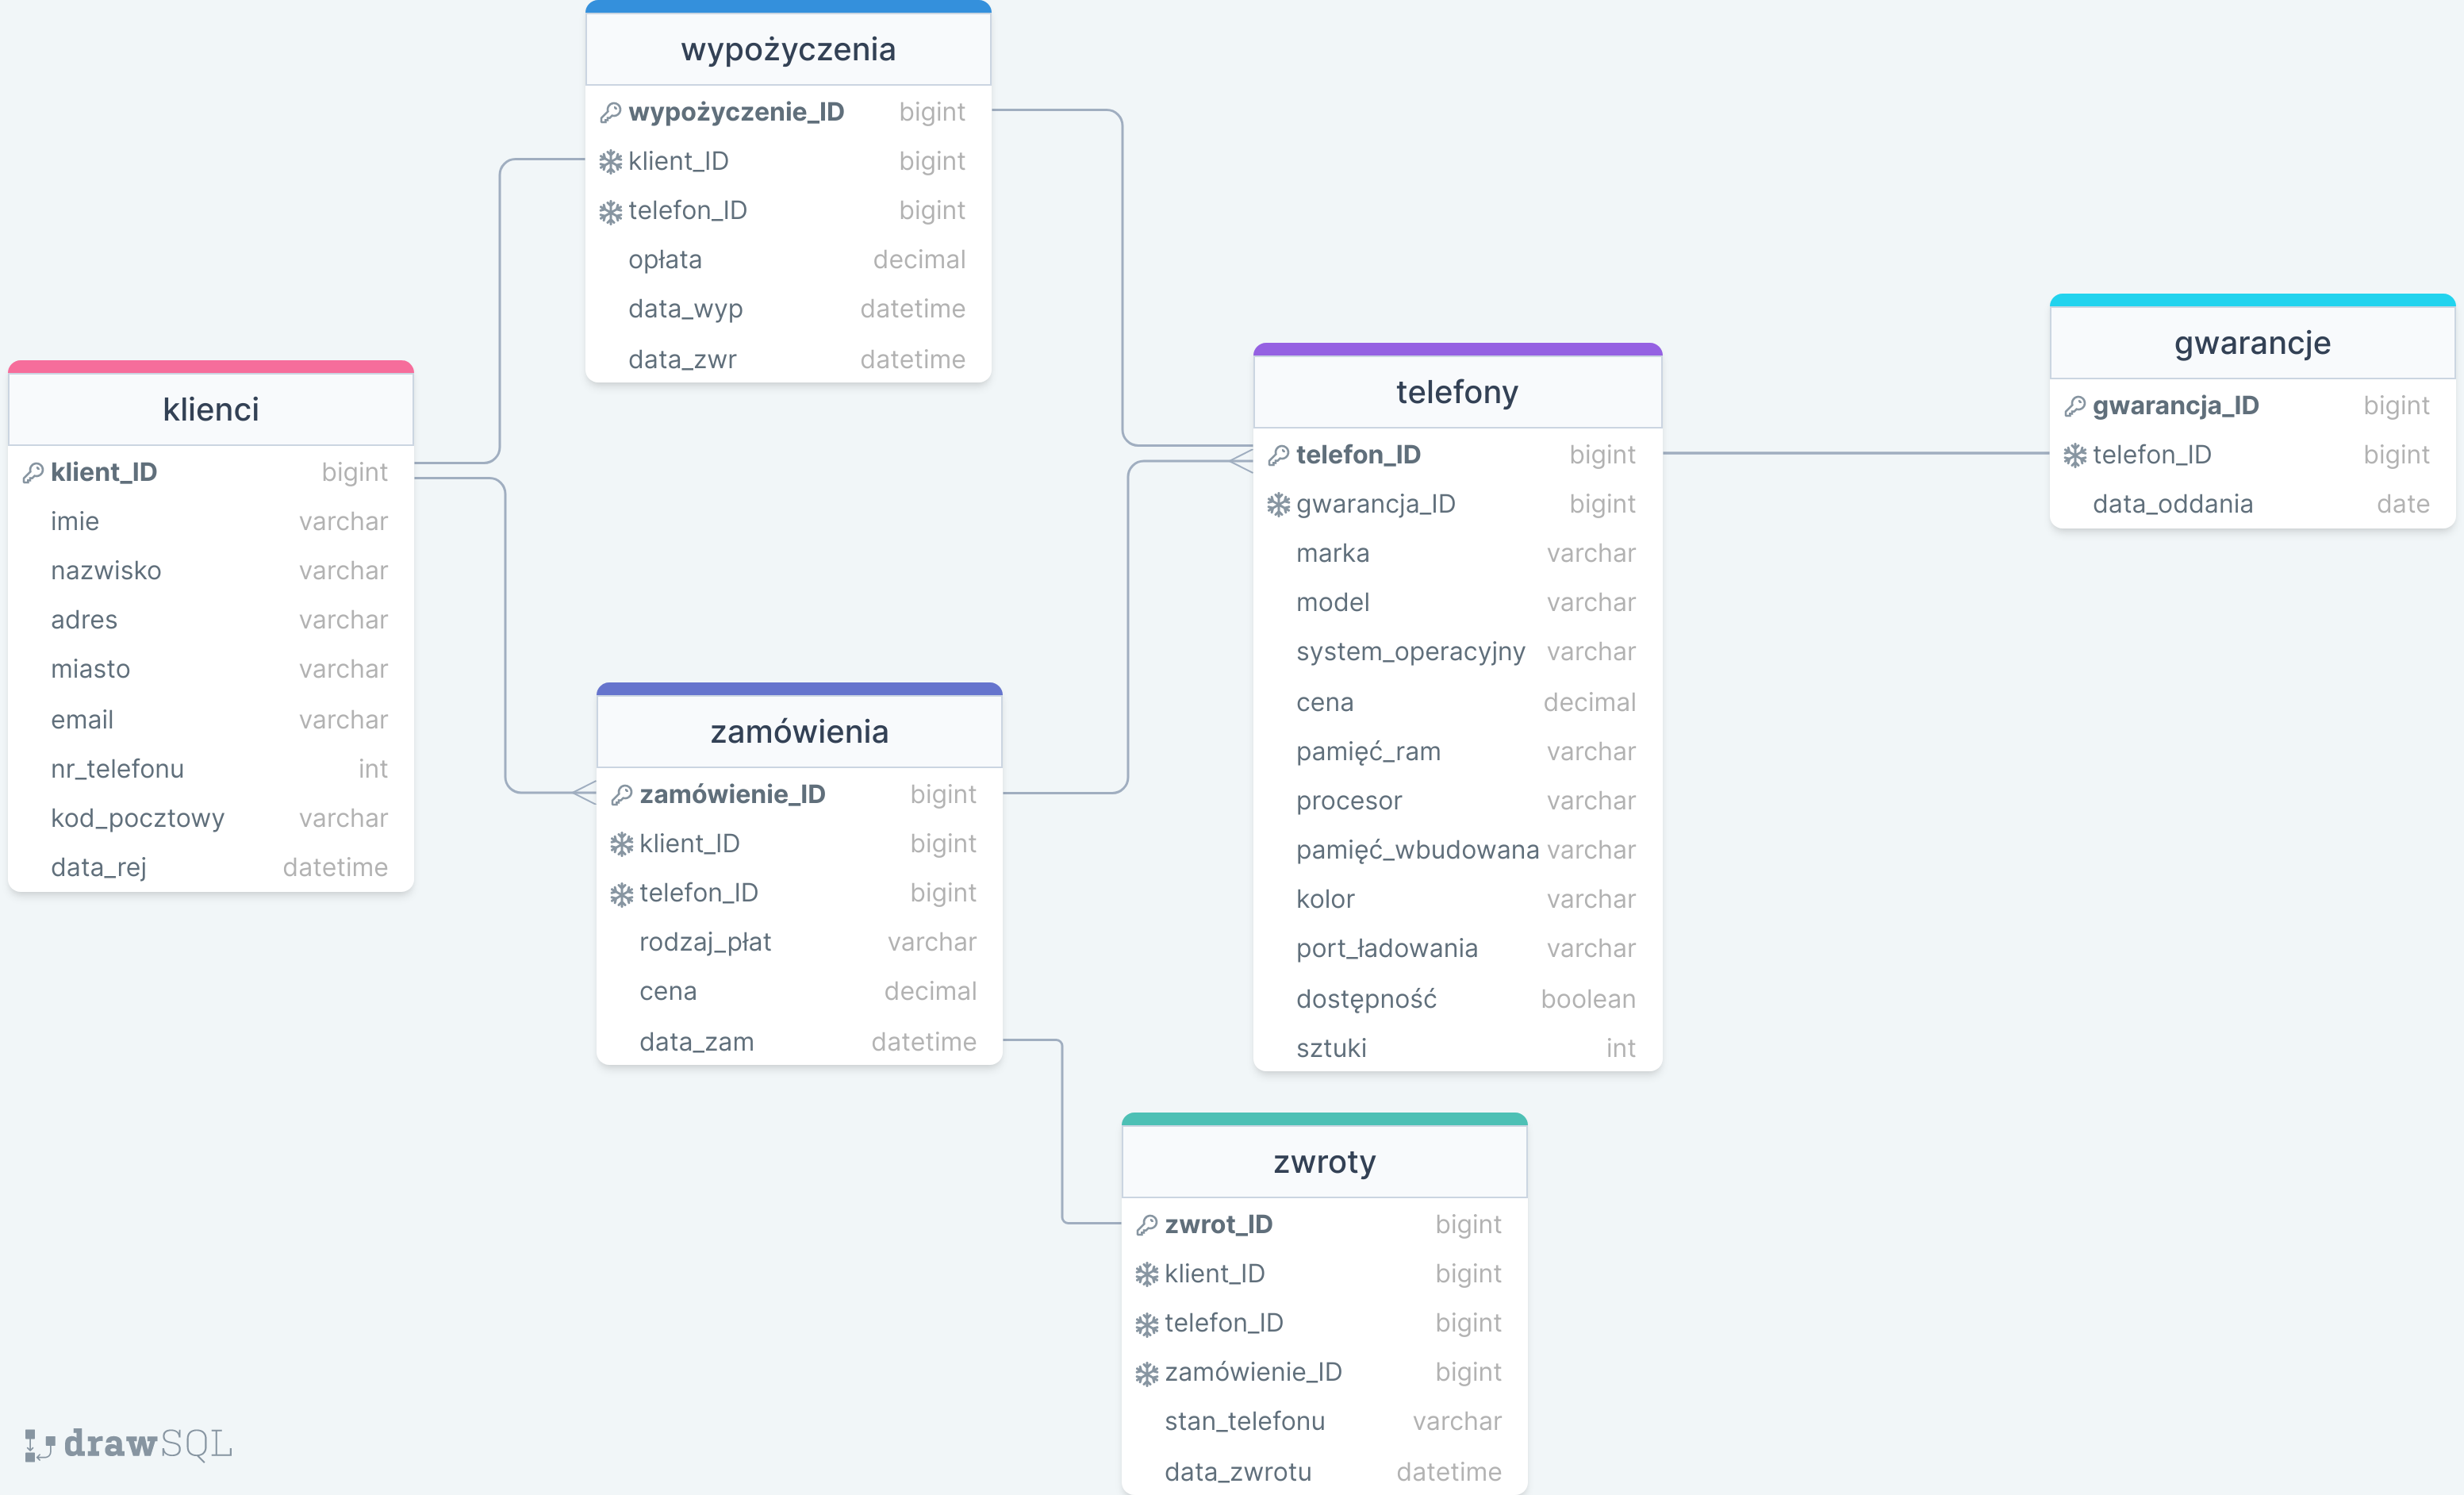 wypożyczenia
wypożyczenie_ID bigint
klient_ID bigint
telefon_ID bigint
opłata decimal
data_wyp datetime
data_zwr datetime
klienci
klient_ID bigint
imie varchar
nazwisko varchar
adres varchar
miasto varchar
email varchar
nr_telefonu int
kod_pocztowy varchar
data_rej datetime
zamówienia
zamówienie_ID bigint
klient_ID bigint
telefon_ID bigint
rodzaj_płat varchar
cena decimal
data_zam datetime
telefony
telefon_ID bigint
gwarancja_ID bigint
marka varchar
model varchar
system_operacyjny varchar
cena decimal
pamięć_ram varchar
procesor varchar
pamięć_wbudowana varchar
kolor varchar
port_ładowania varchar
dostępność boolean
sztuki int
gwarancje
gwarancja_ID bigint
telefon_ID bigint
data_oddania date
zwroty
zwrot_ID bigint
klient_ID bigint
telefon_ID bigint
zamówienie_ID bigint
stan_telefonu varchar
data_zwrotu datetime
drawSQL